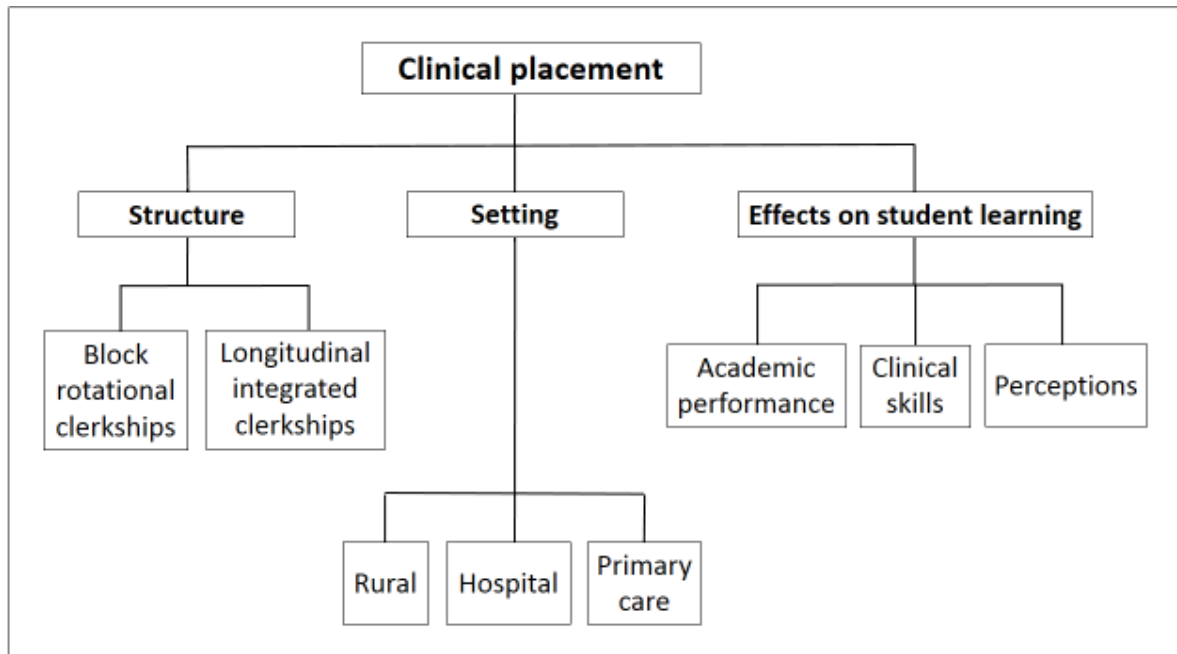 Clinical placement
Structure
Setting
Effects on student learning
Block
rotational
clerkships
Longitudinal
integrated
clerkships
Academic
performance
Clinical
skills
Perceptions
Rural
Hospital
Primary
care